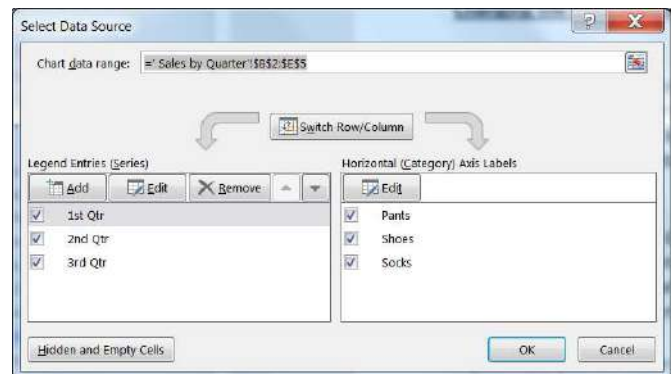 Select Data Source
Chart data range: =' Sales by Quarter'!$B$2:$E$5
Switch Row/Column
Legend Entries (Series)
Add Edit Remove
1st Qtr
2nd Qtr
3rd Qtr
Horizontal (Category) Axis Labels
Edit
Pants
Shoes
Socks
Hidden and Empty Cells
OK Cancel